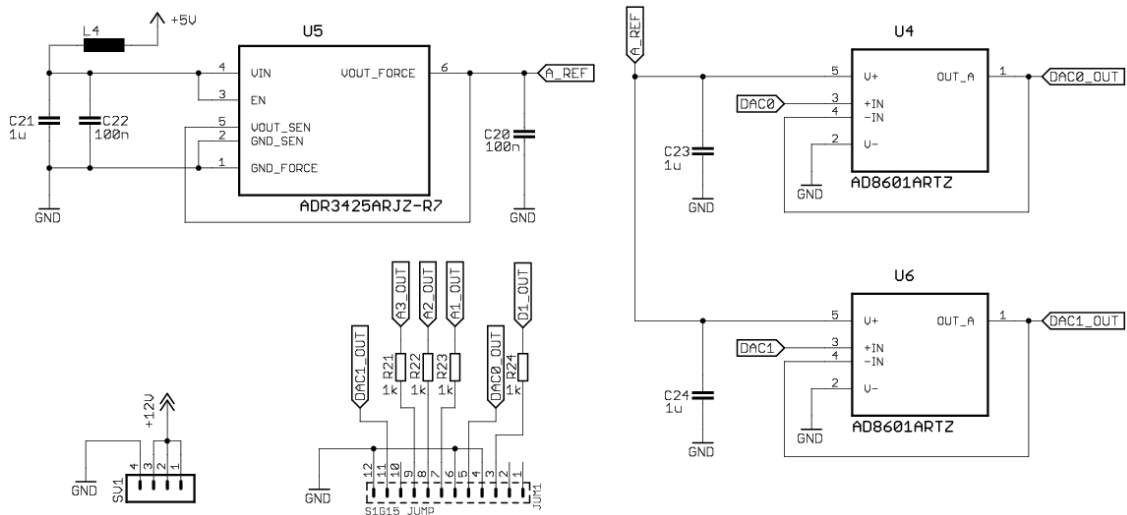 L4
+5V
U5
4
VIN
VOUT_FORCE
6
A_REF
3
EN
5
VOUT_SEN
2
GND_SEN
1
GND_FORCE
C21
1u
C22
100n
C20
100n
GND
GND
ADR3425ARJZ-R7
A_REF
U4
5
V+
OUT_A
1
DAC0_OUT
DAC0
3
+IN
4
-IN
2
V-
C23
1u
GND
GND
AD8601ARTZ
U6
5
V+
OUT_A
1
DAC1_OUT
DAC1
3
+IN
4
-IN
2
V-
C24
1u
GND
GND
AD8601ARTZ
+12V
GND
SV1
4
3
2
1
DAC1_OUT
A3_OUT
A2_OUT
A1_OUT
DAC0_OUT
D1_OUT
R21
1k
R22
1k
R23
1k
R24
1k
GND
12
11
10
9
8
7
6
5
4
3
2
1
S1G15_JUMP
JUM1